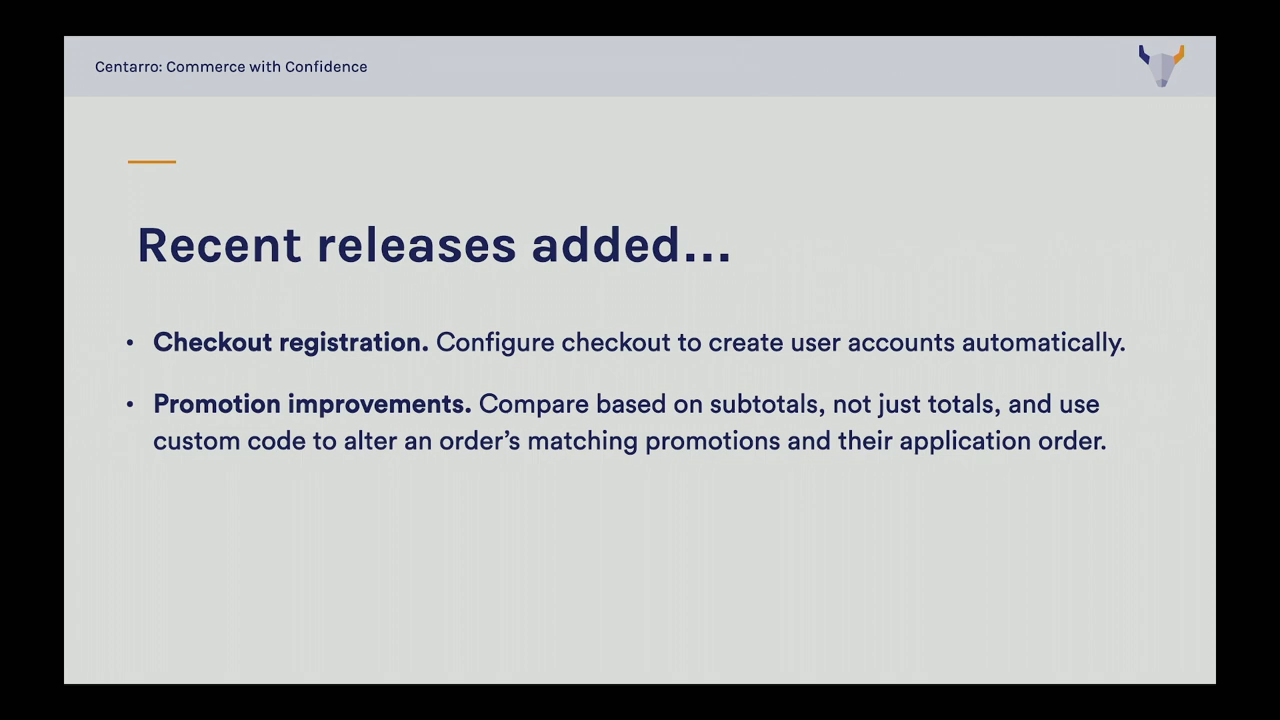 Centarro: Commerce with Confidence
Recent releases added...
• Checkout registration. Configure checkout to create user accounts automatically.
• Promotion improvements. Compare based on subtotals, not just totals, and use
custom code to alter an order’s matching promotions and their application order.